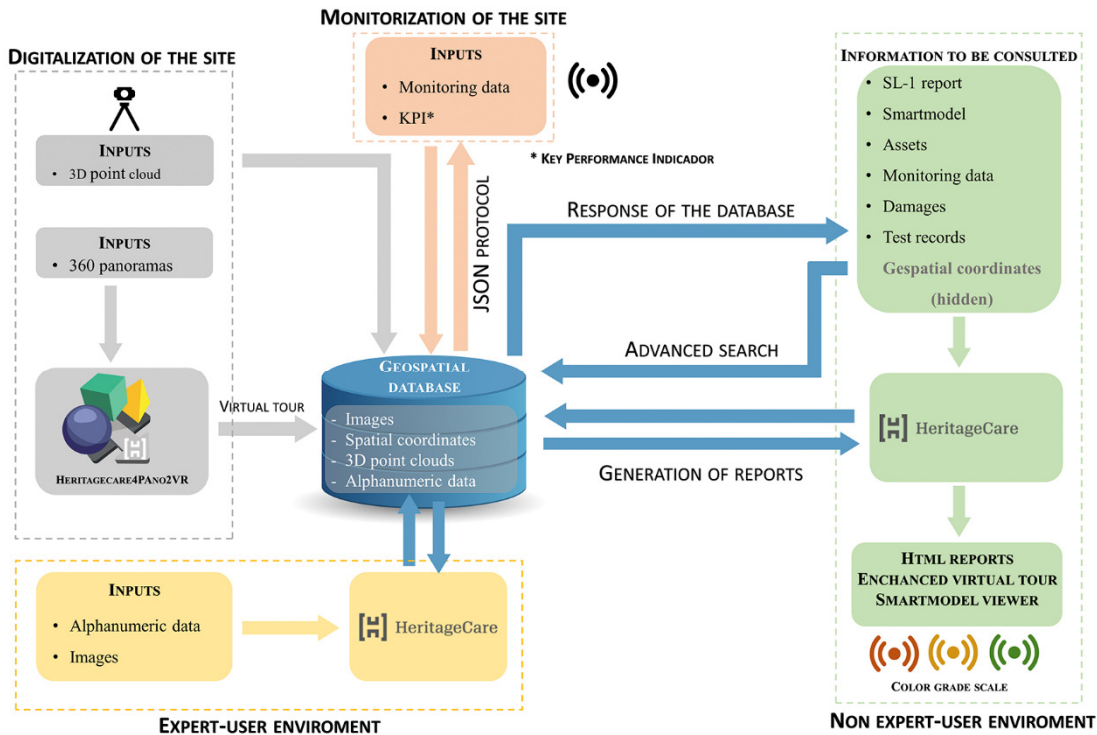 DIGITALIZATION OF THE SITE
INPUTS
• 3D point cloud
INPUTS
• 360 panoramas
HERITAGECARE4PANO2VR
VIRTUAL TOUR
MONITORIZATION OF THE SITE
INPUTS
• Monitoring data
• KPI*
* KEY PERFORMANCE INDICADOR
JSON PROTOCOL
GEOSPATIAL
DATABASE
- Images
- Spatial coordinates
- 3D point clouds
- Alphanumeric data
RESPONSE OF THE DATABASE
ADVANCED SEARCH
GENERATION OF REPORTS
INFORMATION TO BE CONSULTED
• SL-1 report
• Smartmodel
• Assets
• Monitoring data
• Damages
• Test records
Gespatial coordinates
(hidden)
HeritageCare
HTML REPORTS
ENCHANCED VIRTUAL TOUR
SMARTMODEL VIEWER
COLOR GRADE SCALE
NON EXPERT-USER ENVIROMENT
INPUTS
• Alphanumeric data
• Images
HeritageCare
EXPERT-USER ENVIROMENT